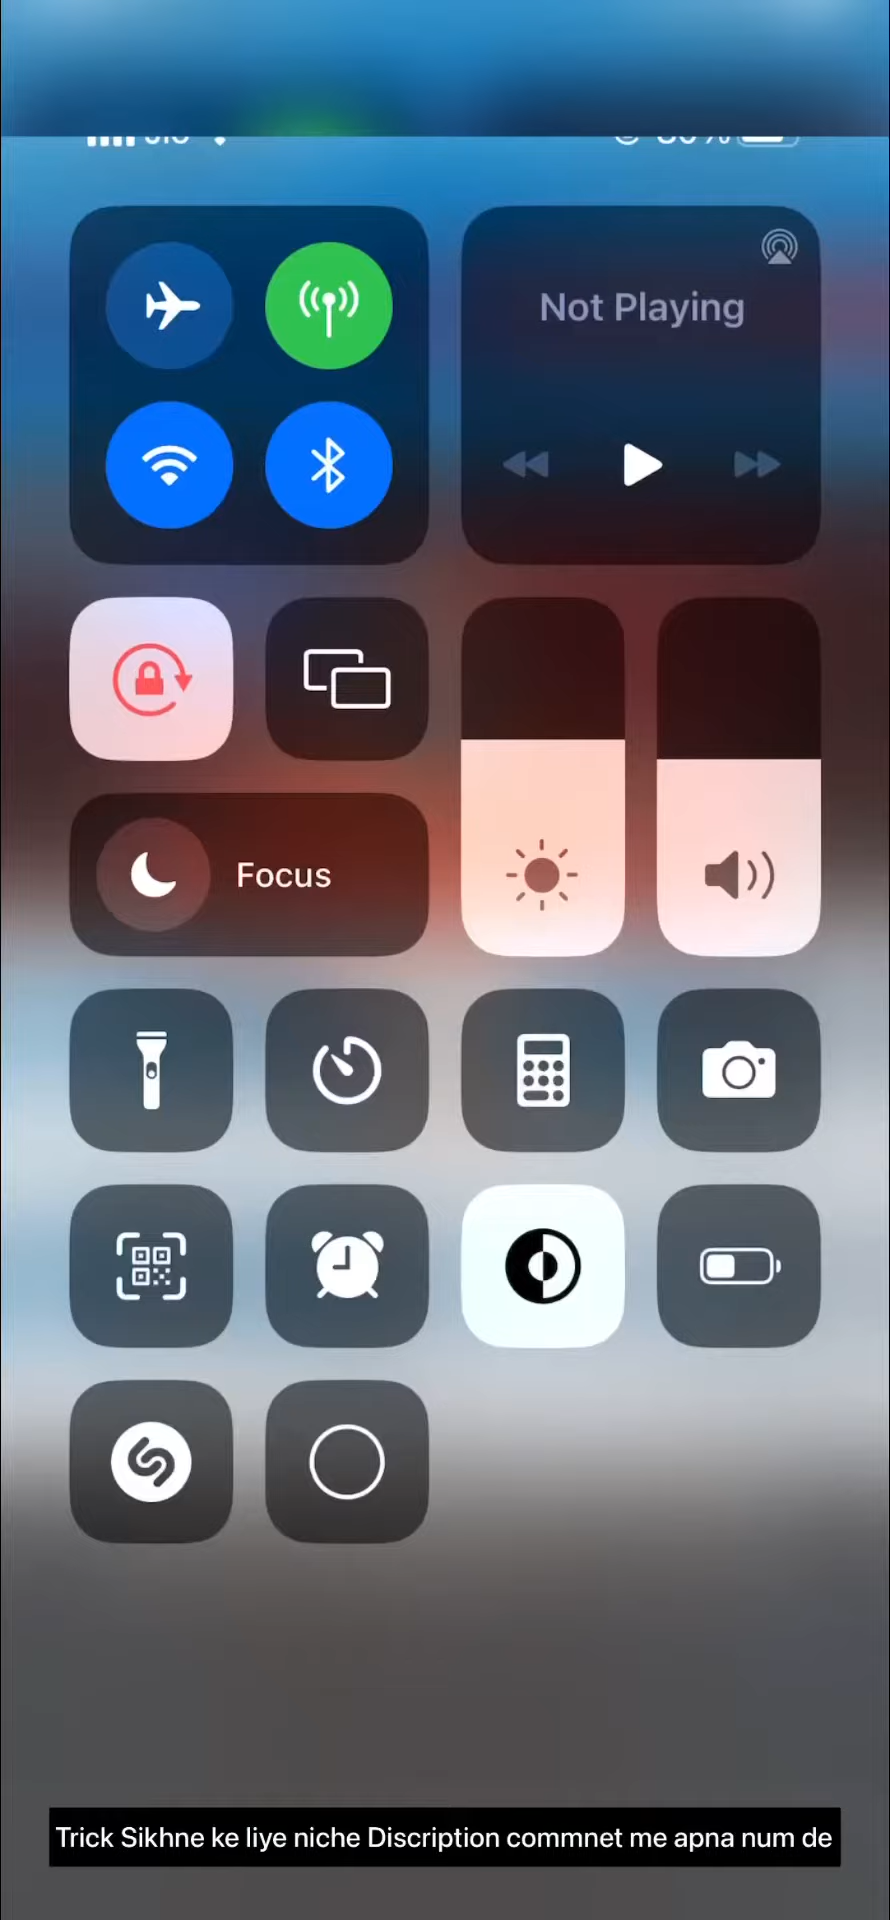 Not Playing
Focus
Trick Sikhne ke liye niche Discription commnet me apna num de